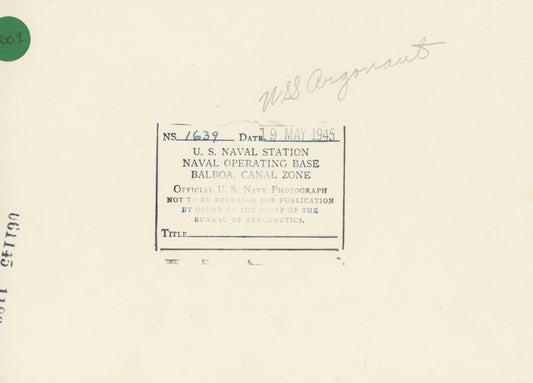 USS Argonaut
NS 1639 DATE 19 MAY 1945
U. S. NAVAL STATION
NAVAL OPERATING BASE
BALBOA, CANAL ZONE
OFFICIAL U. S. NAVY PHOTOGRAPH
NOT TO BE RELEASED FOR PUBLICATION
BY ORDER OF THE CHIEF OF THE
BUREAU OF AERONAUTICS.
TITLE
061145